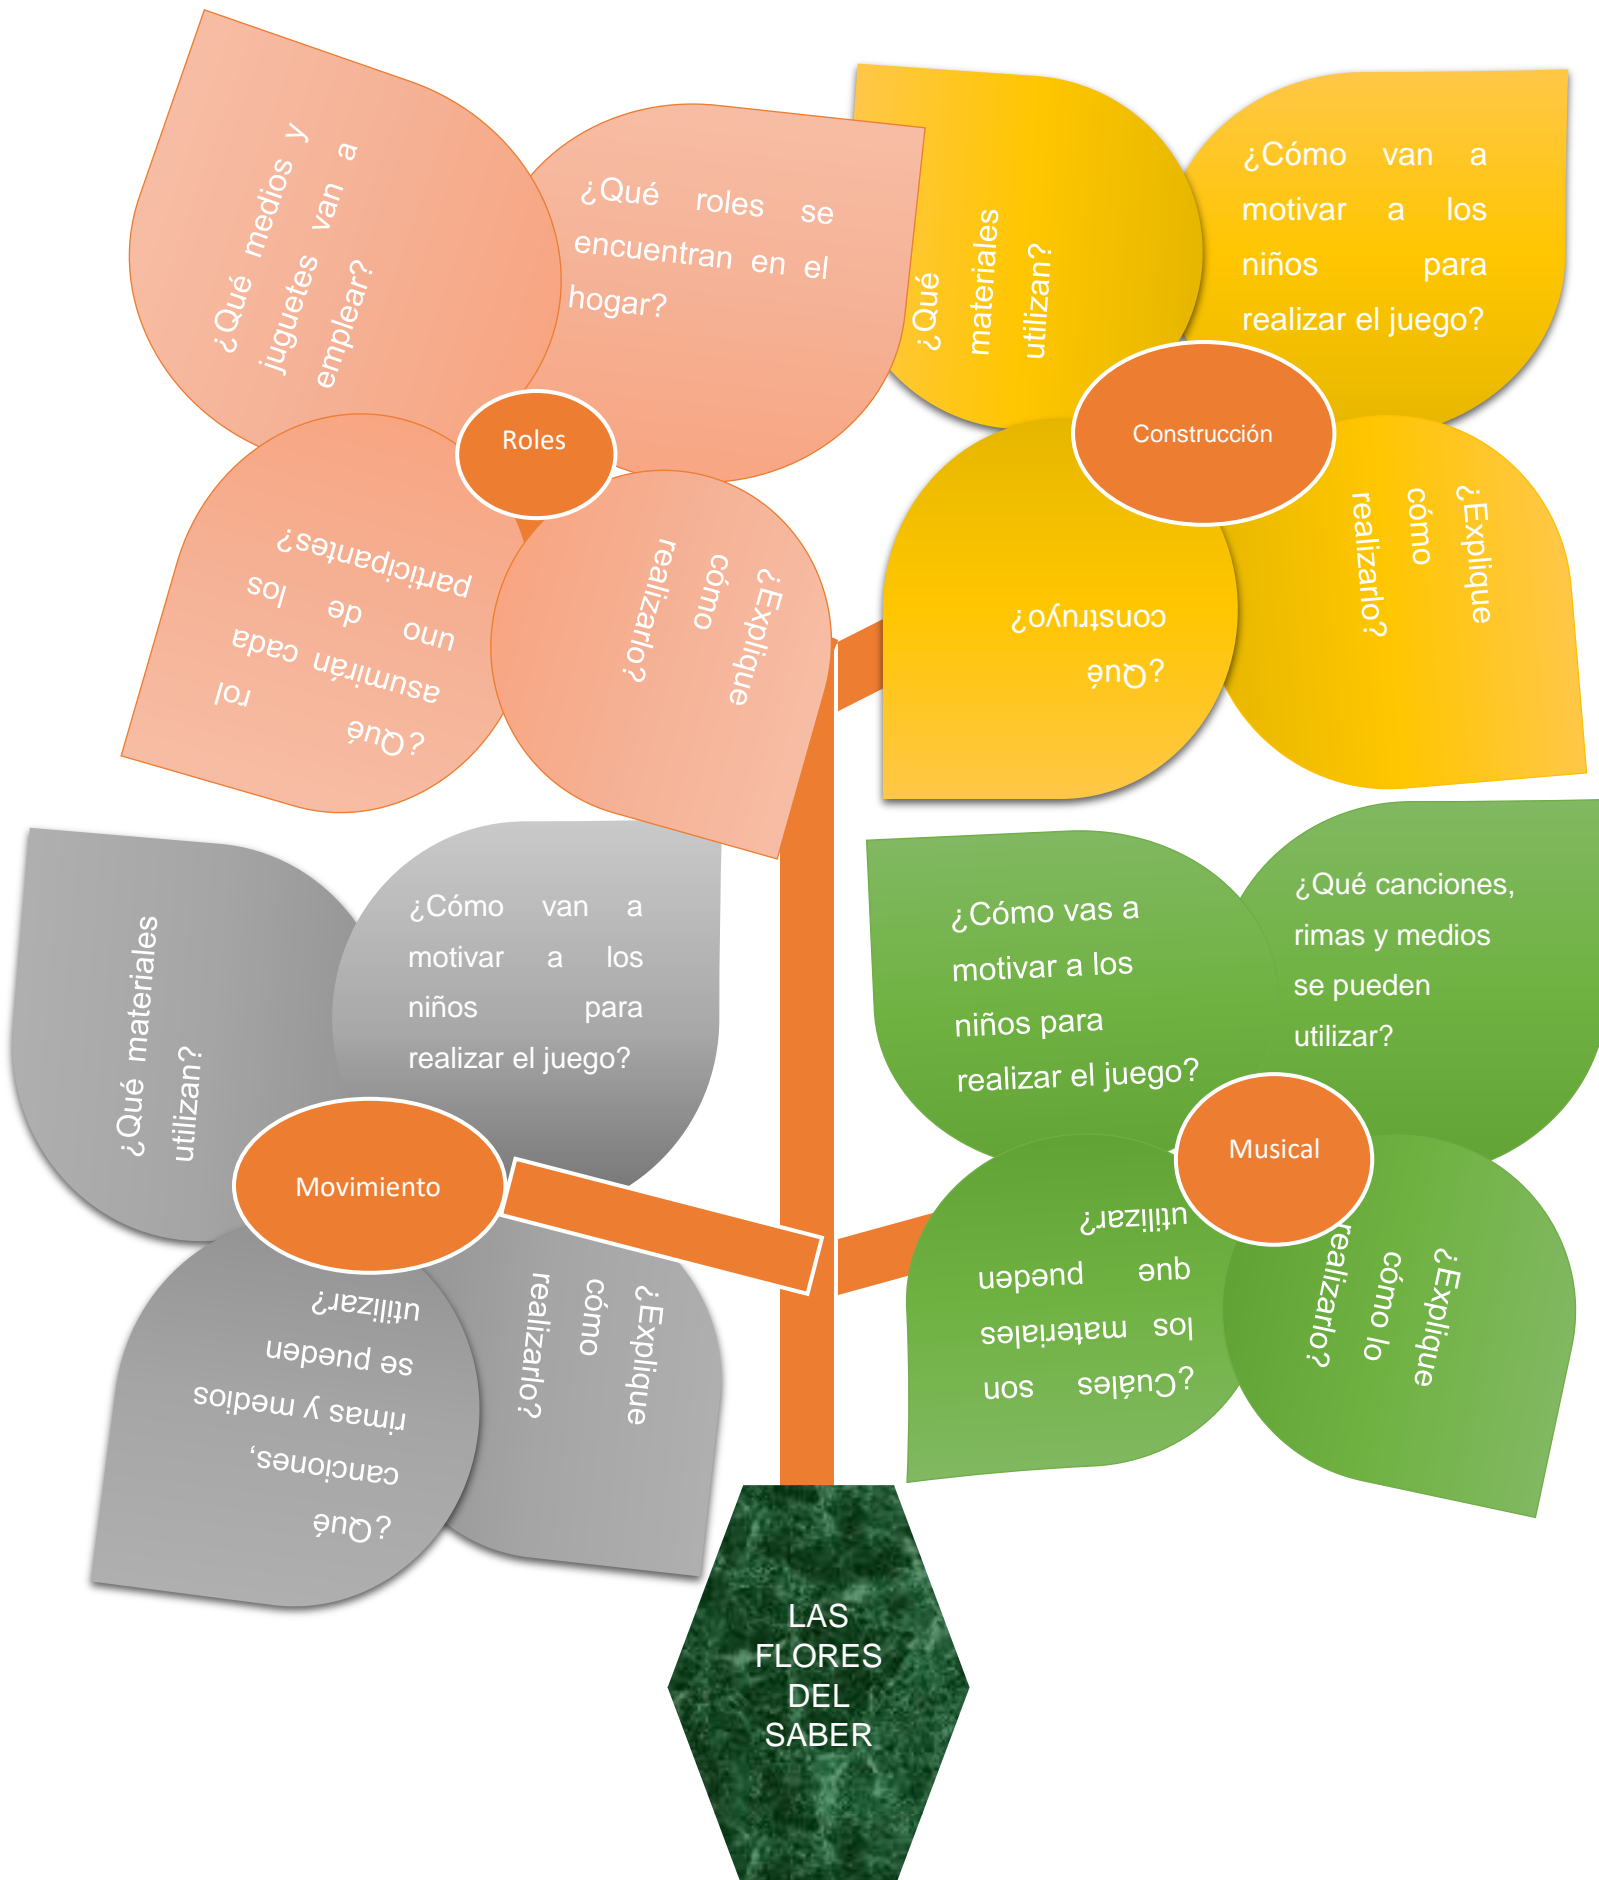 ¿Qué medios y
juguetes van a
emplear?
¿Qué roles se
encuentran en el
hogar?
Roles
¿Qué rol
asumirán cada
uno de los
participantes?
¿Explique
cómo
realizarlo?
¿Qué
materiales
utilizan?
¿Cómo van a
motivar a los
niños para
realizar el juego?
Construcción
¿Qué
construyo?
¿Explique
cómo
realizarlo?
¿Qué materiales
utilizan?
¿Cómo van a
motivar a los
niños para
realizar el juego?
Movimiento
¿Qué
canciones,
rimas y medios
se pueden
utilizar?
¿Explique
cómo
realizarlo?
¿Cómo vas a
motivar a los
niños para
realizar el juego?
¿Qué canciones,
rimas y medios
se pueden
utilizar?
Musical
¿Cuáles son
los materiales
que pueden
utilizar?
¿Explique
cómo lo
realizarlo?
LAS
FLORES
DEL
SABER